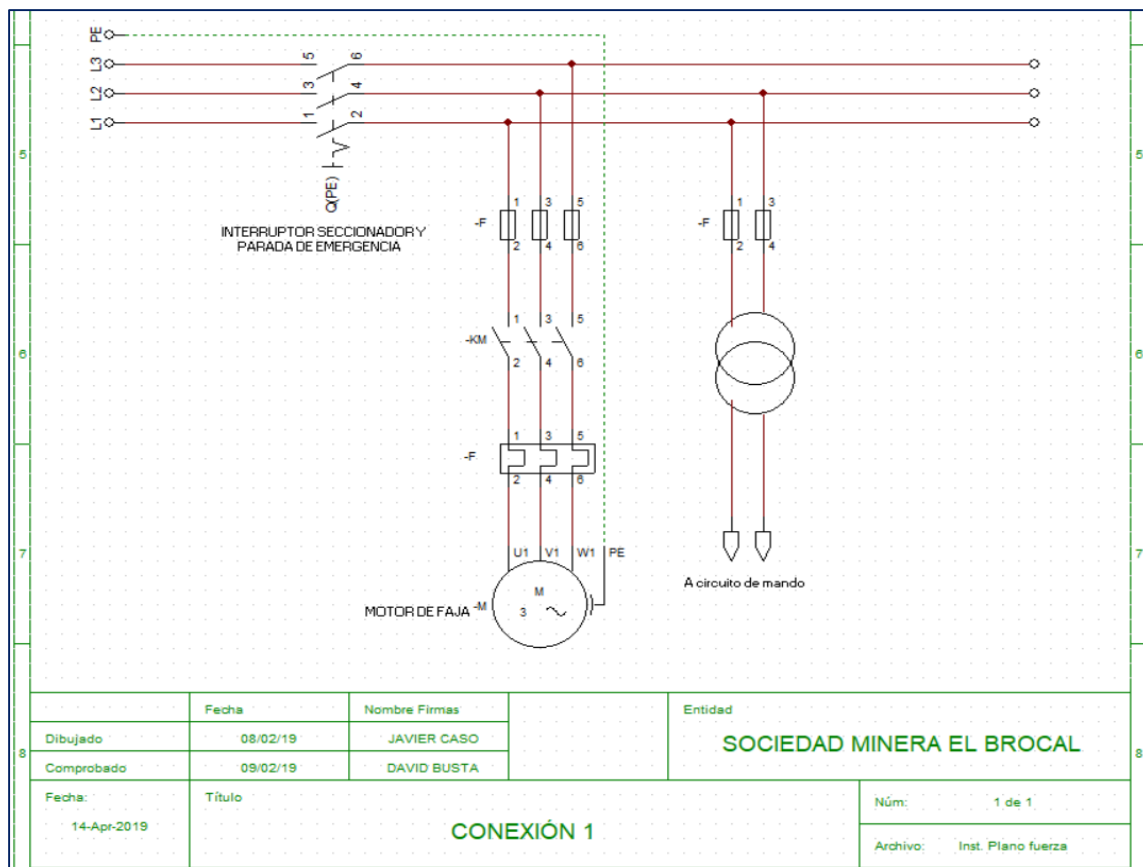 PE
L3 5 6
L2 3 4
L1 1 2
5 5
Q(PE)
INTERRUPTOR SECCIONADOR Y
PARADA DE EMERGENCIA
1 3 5
-F
2 4 6
1 3
-F
2 4
1 3 5
-KM
2 4 6
6 6
1 3 5
-F
2 4 6
7 7
U1 V1 W1 PE
M
3
MOTOR DE FAJA -M
A circuito de mando
8 8
Fecha Nombre Firmas
Dibujado 08/02/19 JAVIER CASO
Comprobado 09/02/19 DAVID BUSTA
Entidad
SOCIEDAD MINERA EL BROCAL
Fecha:
14-Apr-2019
Título
CONEXIÓN 1
Núm: 1 de 1
Archivo: Inst. Plano fuerza